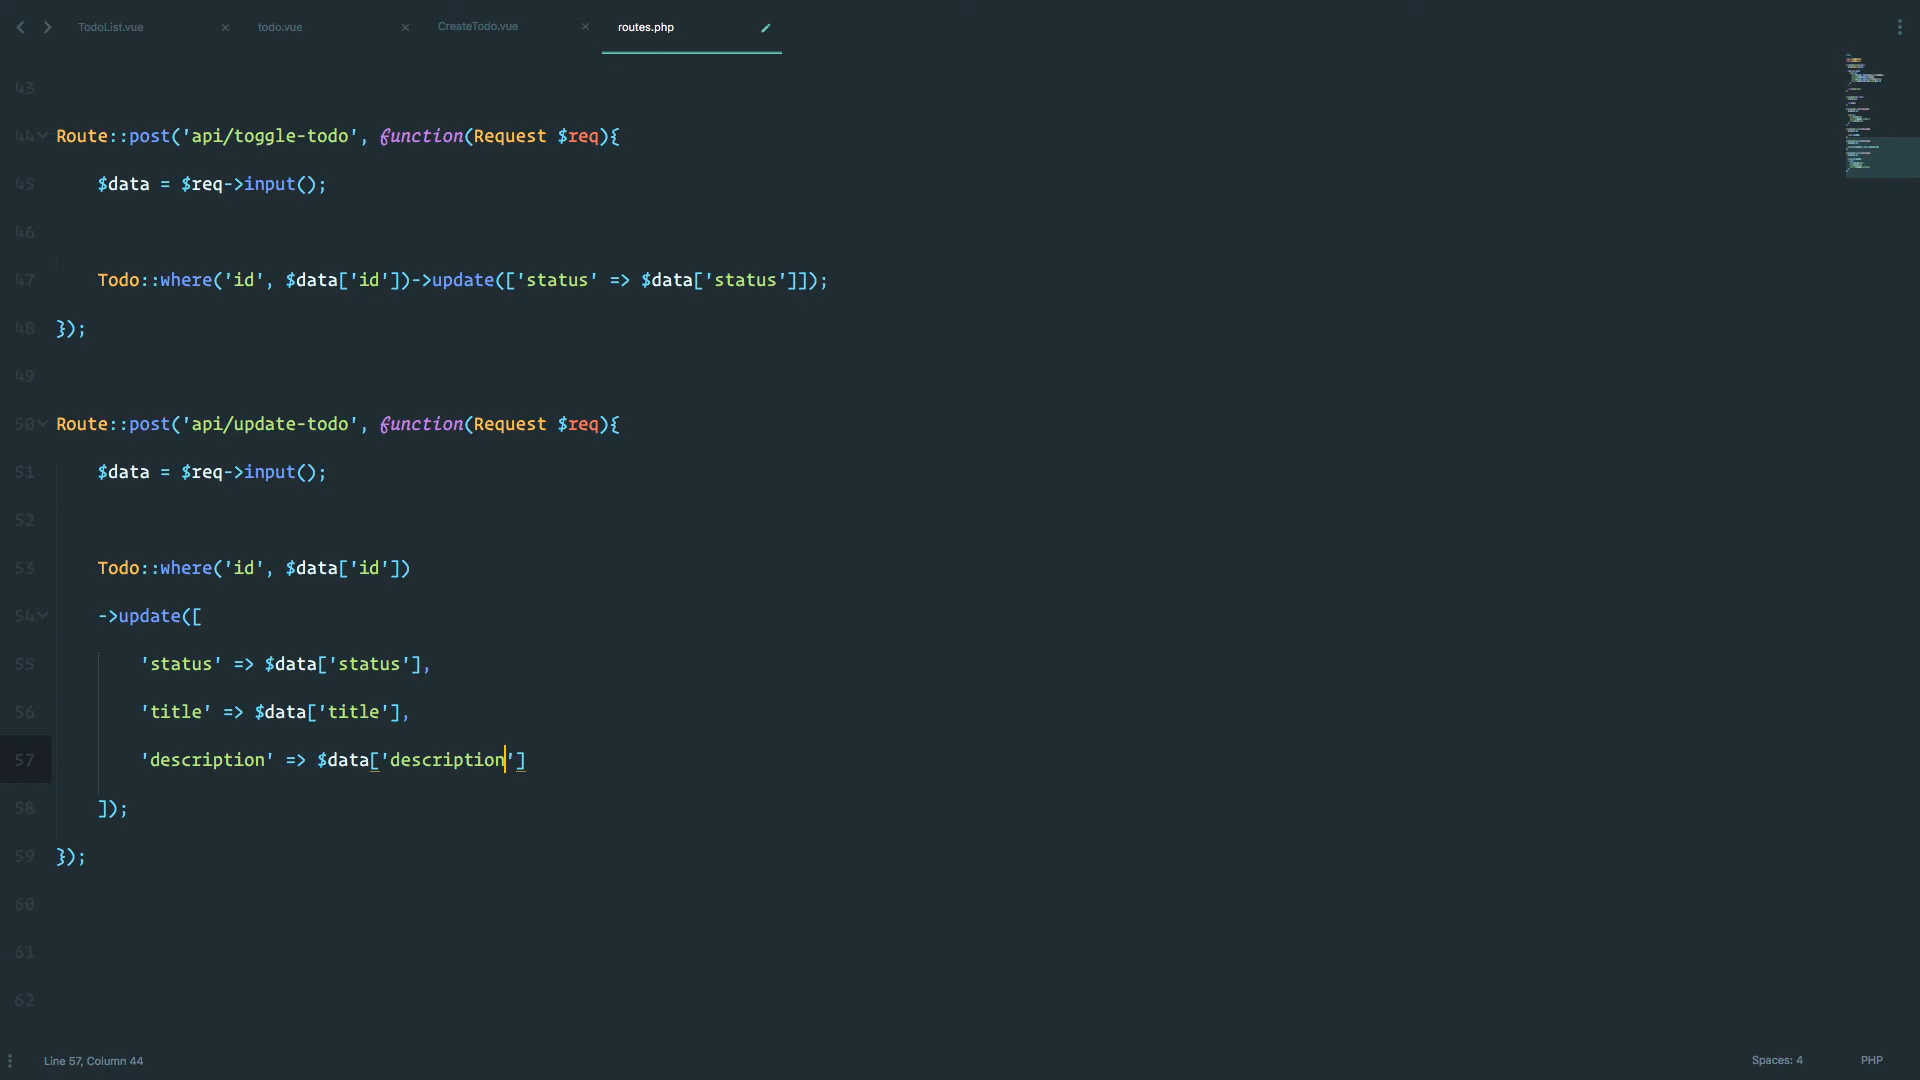 TodoList.vue
todo.vue
CreateTodo.vue
routes.php
43
44 Route::post('api/toggle-todo', function(Request $req){
45 $data = $req->input();
46
47 Todo::where('id', $data['id'])->update(['status' => $data['status']]);
48 });
49
50 Route::post('api/update-todo', function(Request $req){
51 $data = $req->input();
52
53 Todo::where('id', $data['id'])
54 ->update([
55 'status' => $data['status'],
56 'title' => $data['title'],
57 'description' => $data['description']
58 ]);
59 });
60
61
62
Line 57, Column 44
Spaces: 4
PHP